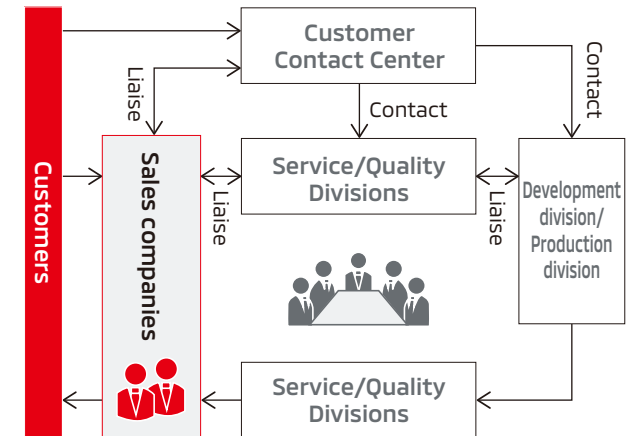 Customer
Contact Center
Contact
Liaise
Contact
Customers
Sales companies
Service/Quality
Divisions
Liaise
Liaise
Development
division/
Production
division
Service/Quality
Divisions